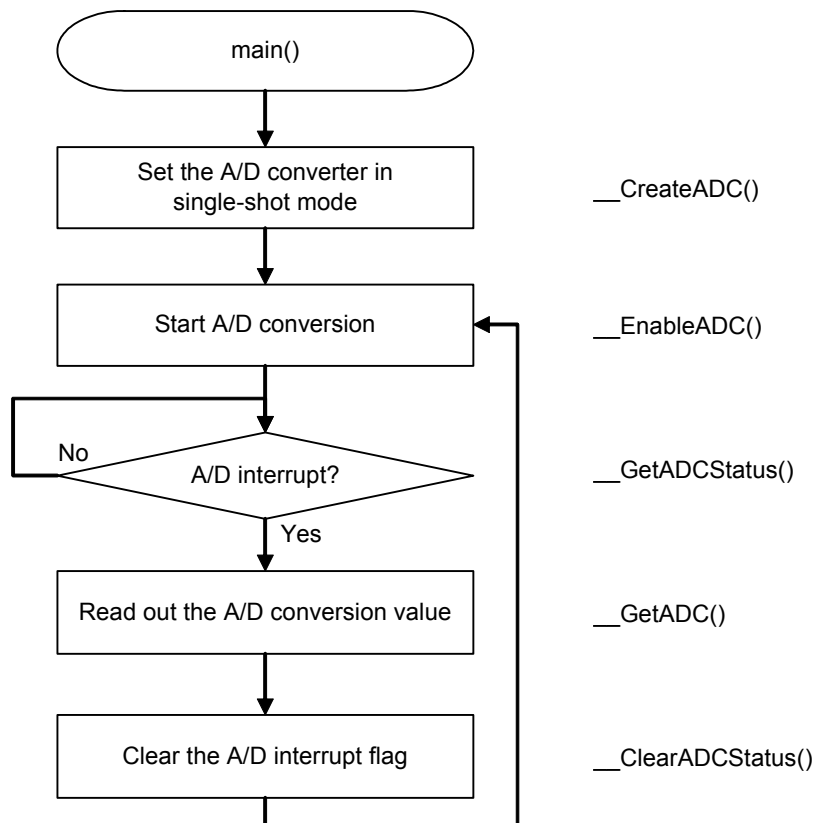 main()
Set the A/D converter in
single-shot mode
__CreateADC()
Start A/D conversion
__EnableADC()
No
A/D interrupt?
__GetADCStatus()
Yes
Read out the A/D conversion value
__GetADC()
Clear the A/D interrupt flag
__ClearADCStatus()